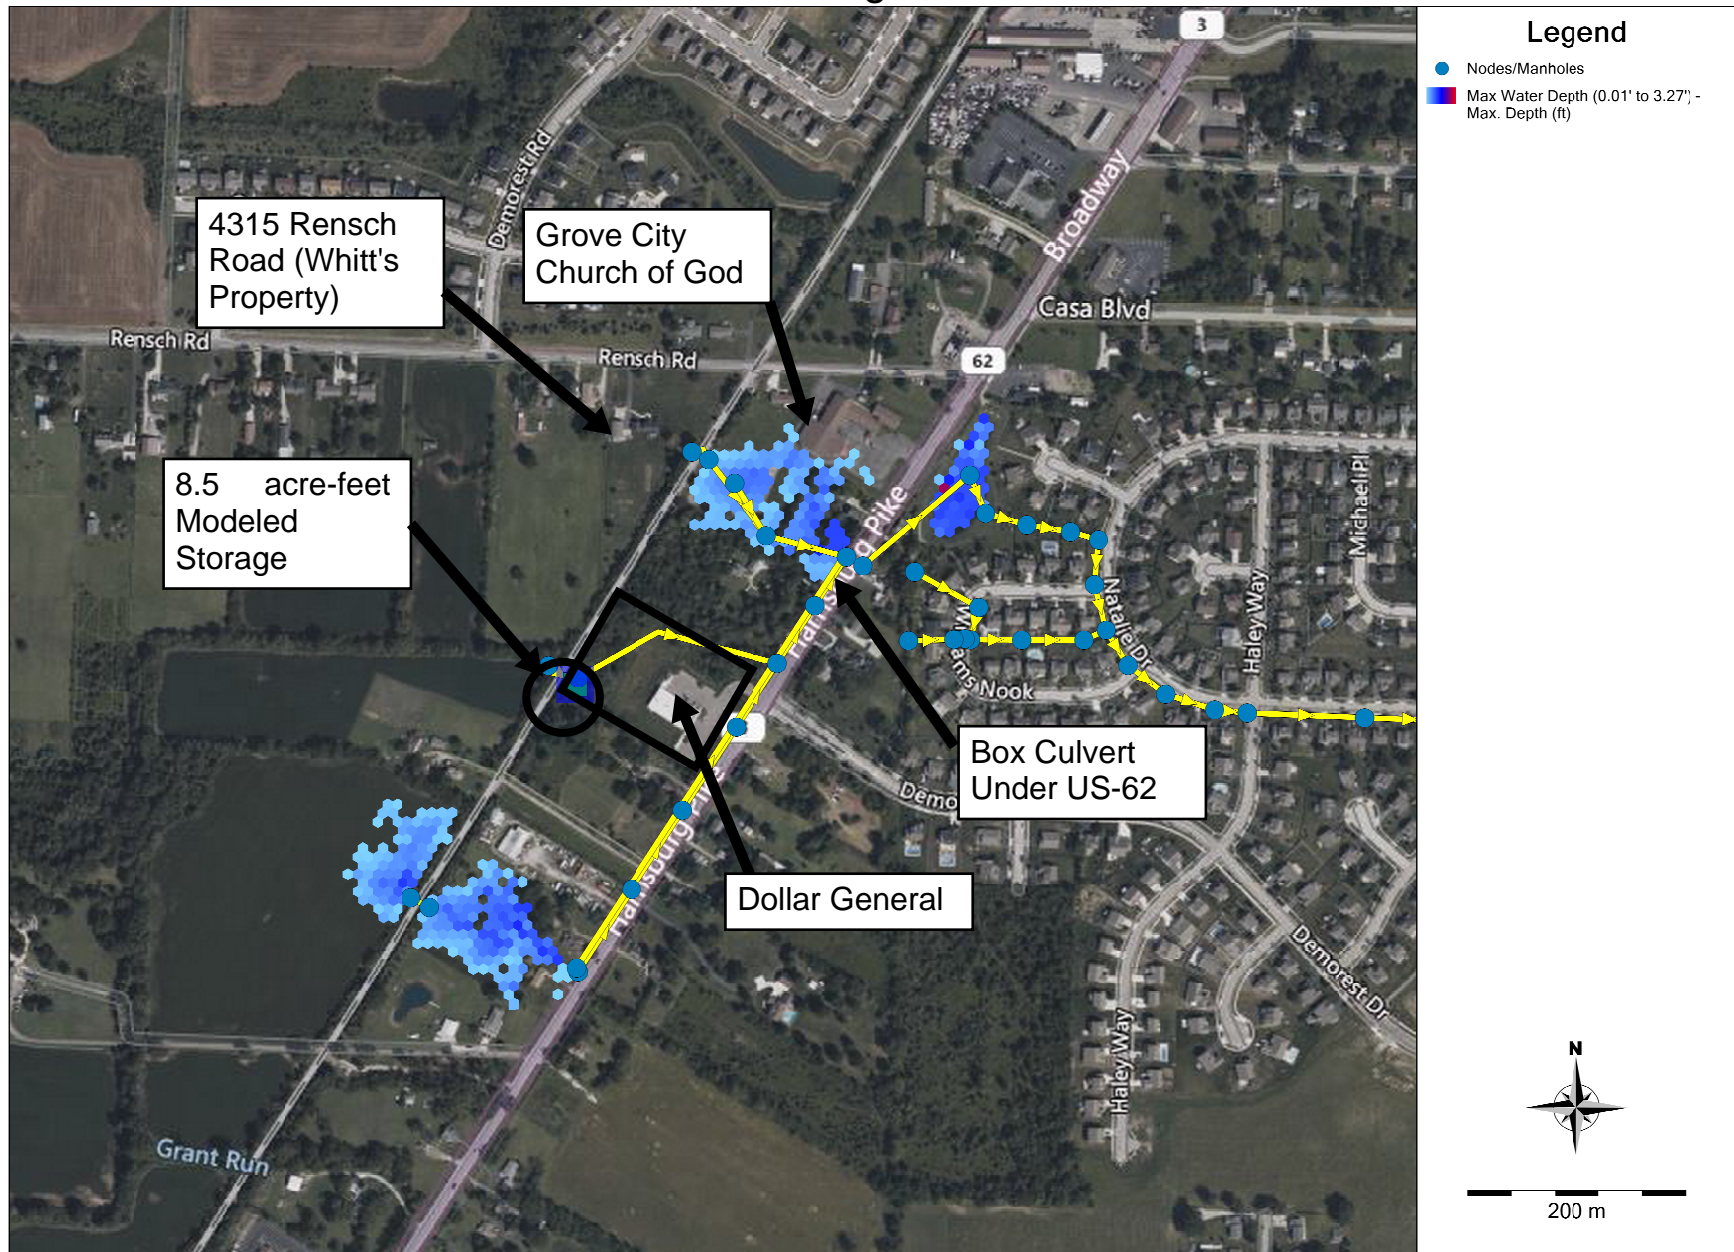 3
Legend
Nodes/Manholes
Max Water Depth (0.01' to 3.27') -
Max. Depth (ft)
Demorest Rd
Broadway
4315 Rensch
Road (Whitt's
Property)
Grove City
Church of God
Casa Blvd
Rensch Rd
Rensch Rd
62
8.5 acre-feet
Modeled
Storage
Michael Pl
Pike
Natalie Dr
Haley Way
ams Nook
Box Culvert
Under US-62
Demo
Dollar General
Demorest Dr
Haley Way
Grant Run
N
200 m